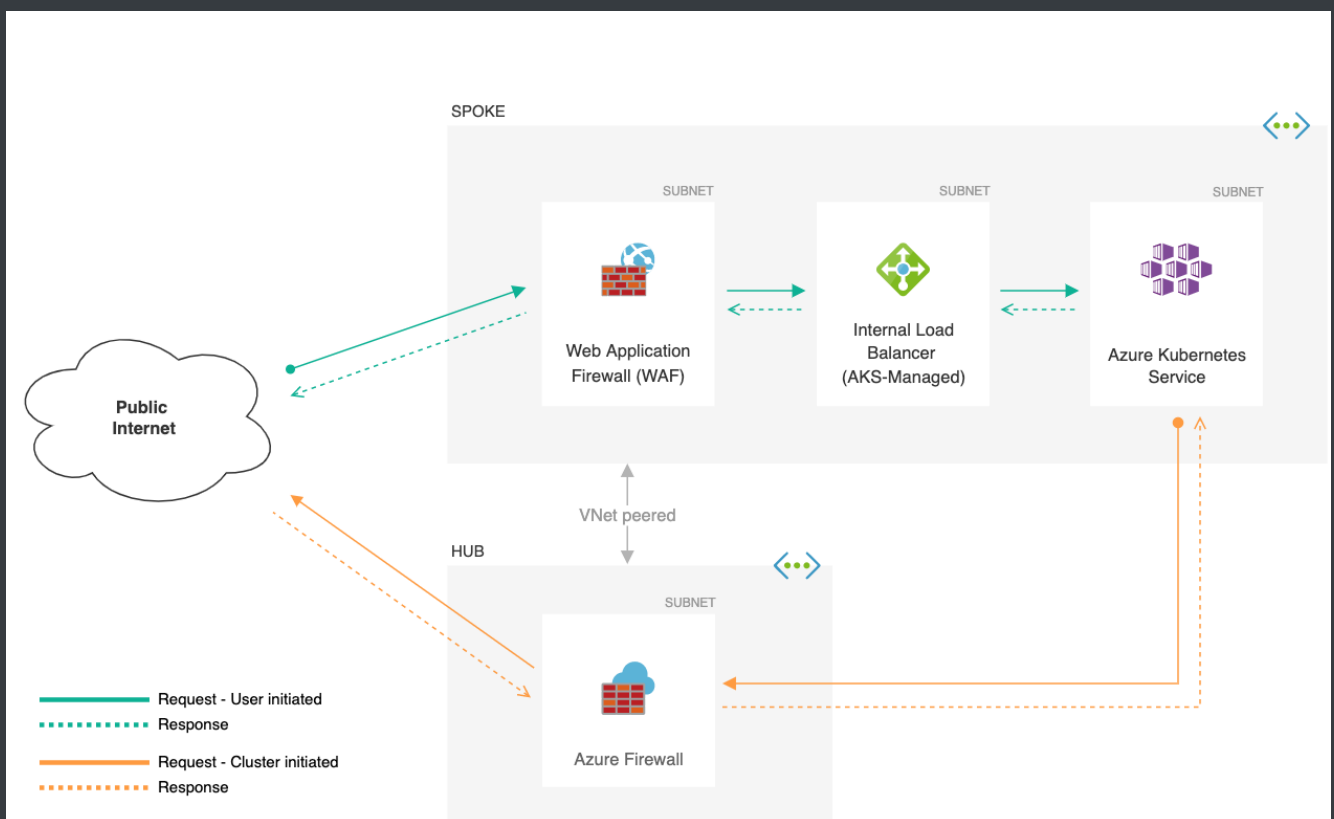 SPOKE
SUBNET
SUBNET
SUBNET
Web Application
Firewall (WAF)
Internal Load
Balancer
(AKS-Managed)
Azure Kubernetes
Service
Public
Internet
VNet peered
HUB
SUBNET
Azure Firewall
Request - User initiated
Response
Request - Cluster initiated
Response